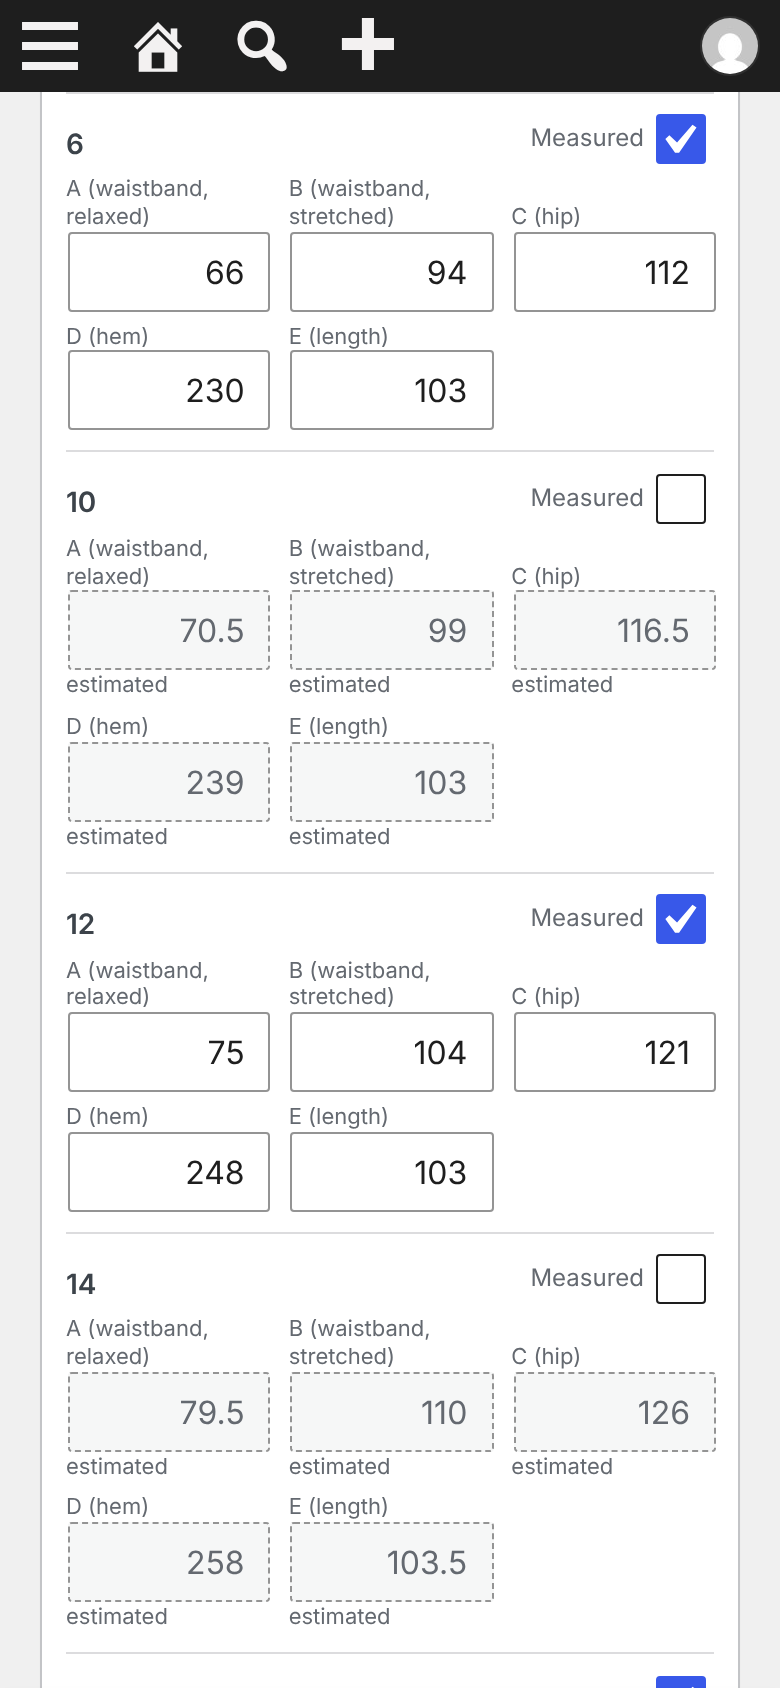 6
Measured
A (waistband,
relaxed)
B (waistband,
stretched)
C (hip)
66
94
112
D (hem)
E (length)
230
103
10
Measured
A (waistband,
relaxed)
B (waistband,
stretched)
C (hip)
70.5
99
116.5
estimated
estimated
estimated
D (hem)
E (length)
239
103
estimated
estimated
12
Measured
A (waistband,
relaxed)
B (waistband,
stretched)
C (hip)
75
104
121
D (hem)
E (length)
248
103
14
Measured
A (waistband,
relaxed)
B (waistband,
stretched)
C (hip)
79.5
110
126
estimated
estimated
estimated
D (hem)
E (length)
258
103.5
estimated
estimated